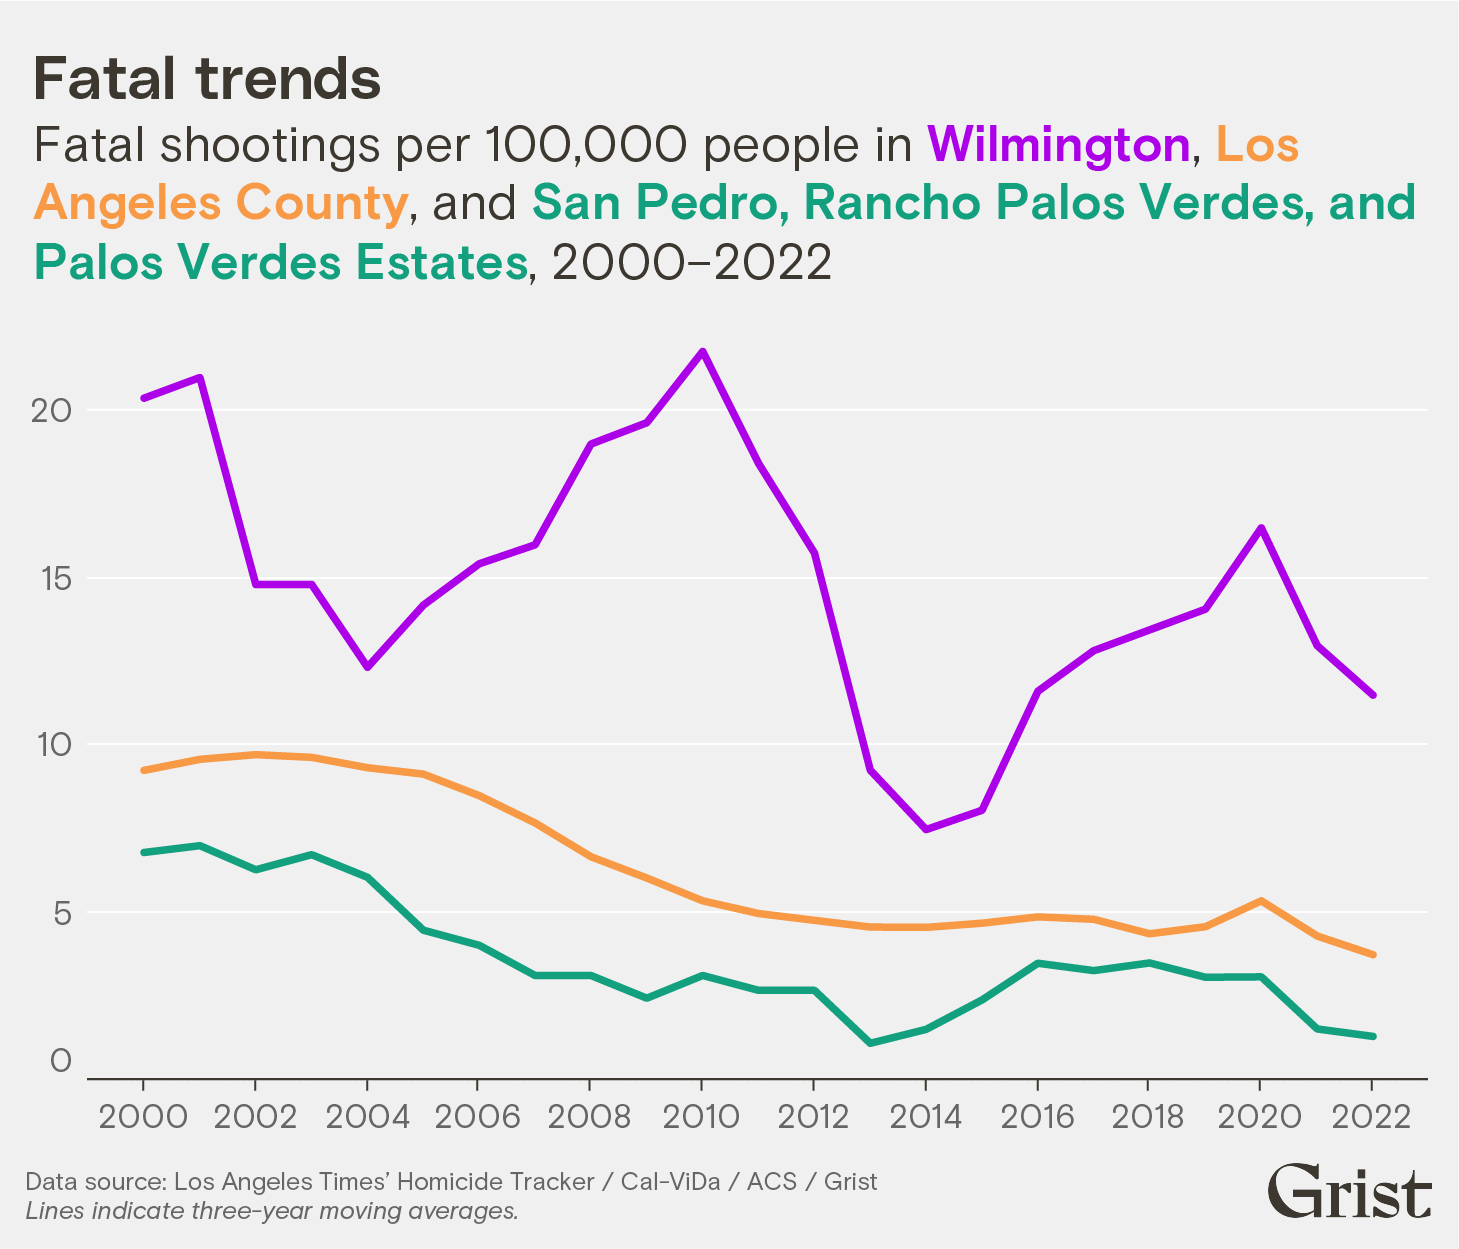 Fatal trends
Fatal shootings per 100,000 people in Wilmington, Los
Angeles County, and San Pedro, Rancho Palos Verdes, and
Palos Verdes Estates, 2000–2022
20
15
10
5
0
2000 2002 2004 2006 2008 2010 2012 2014 2016 2018 2020 2022
Data source: Los Angeles Times’ Homicide Tracker / Cal-ViDa / ACS / Grist
Lines indicate three-year moving averages.
Grist